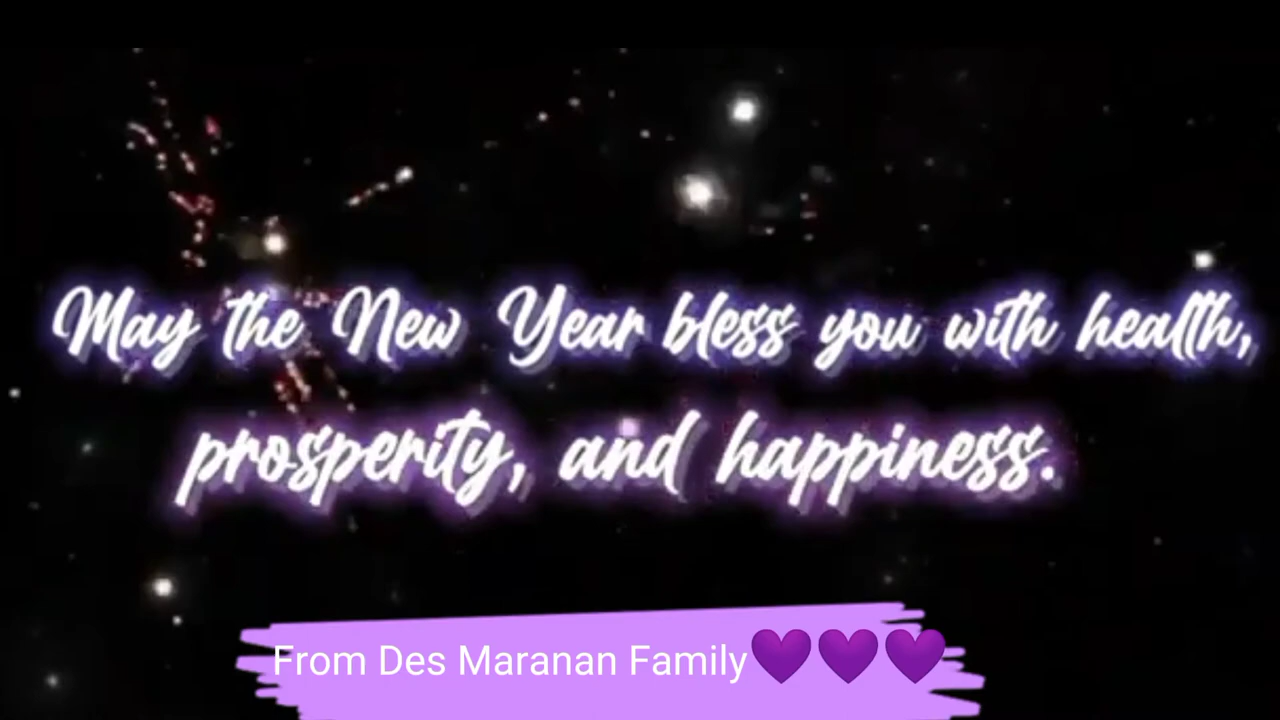 May the New Year bless you with health,
prosperity, and happiness.
From Des Maranan Family💜💜💜